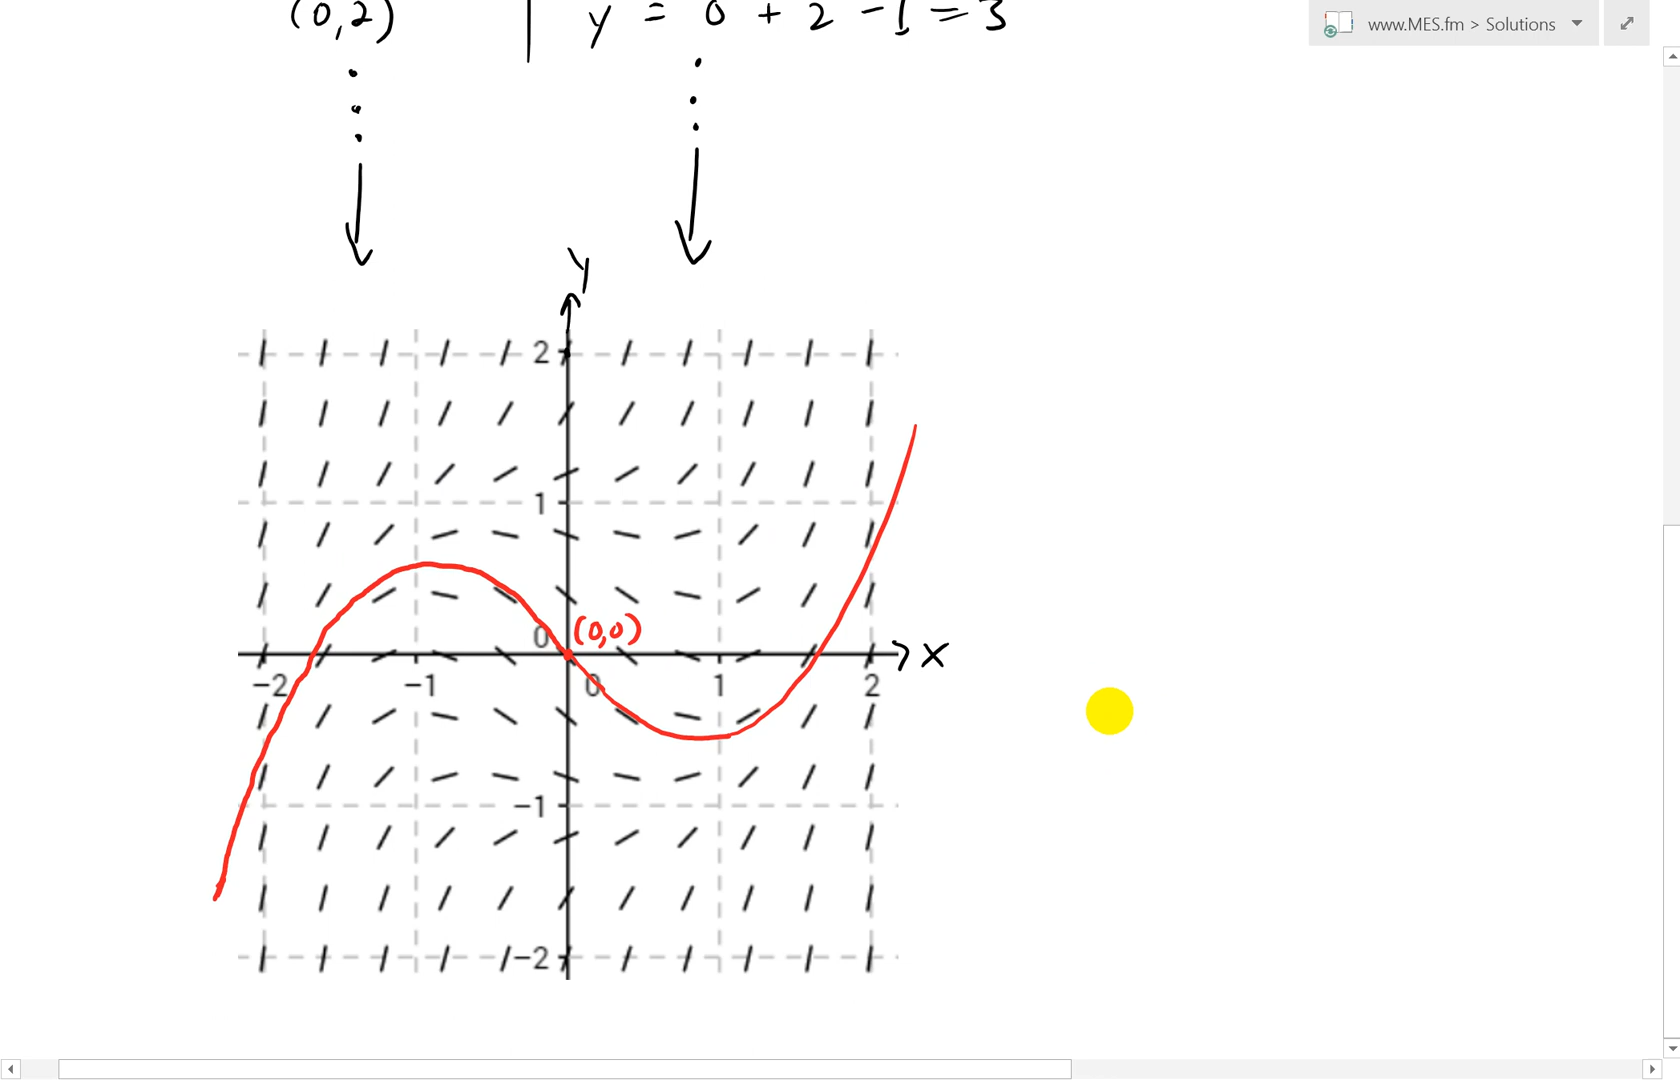 www.MES.fm > Solutions
(0,2) | y = 0 + 2 - 1 = 3
y
2
1
0
(0,0)
x
-2 -1 0 1 2
-1
-2